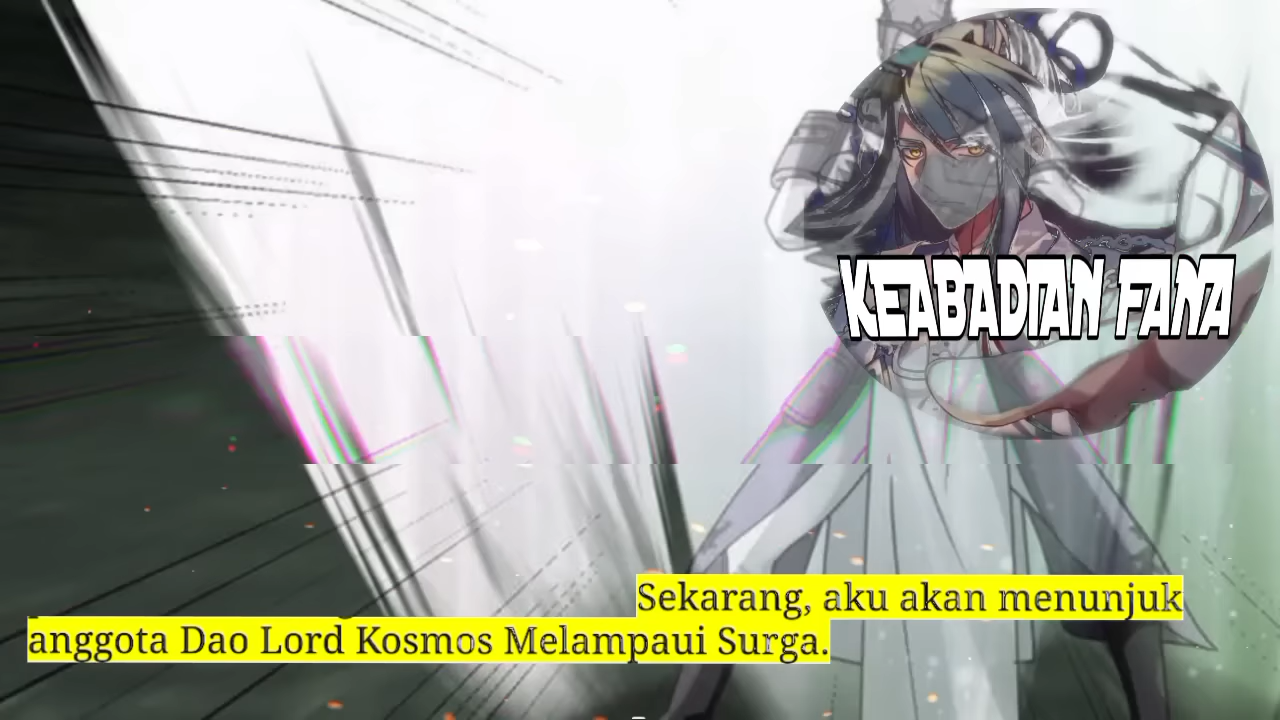 KEABADIAN FANA
Sekarang, aku akan menunjuk
anggota Dao Lord Kosmos Melampaui Surga.